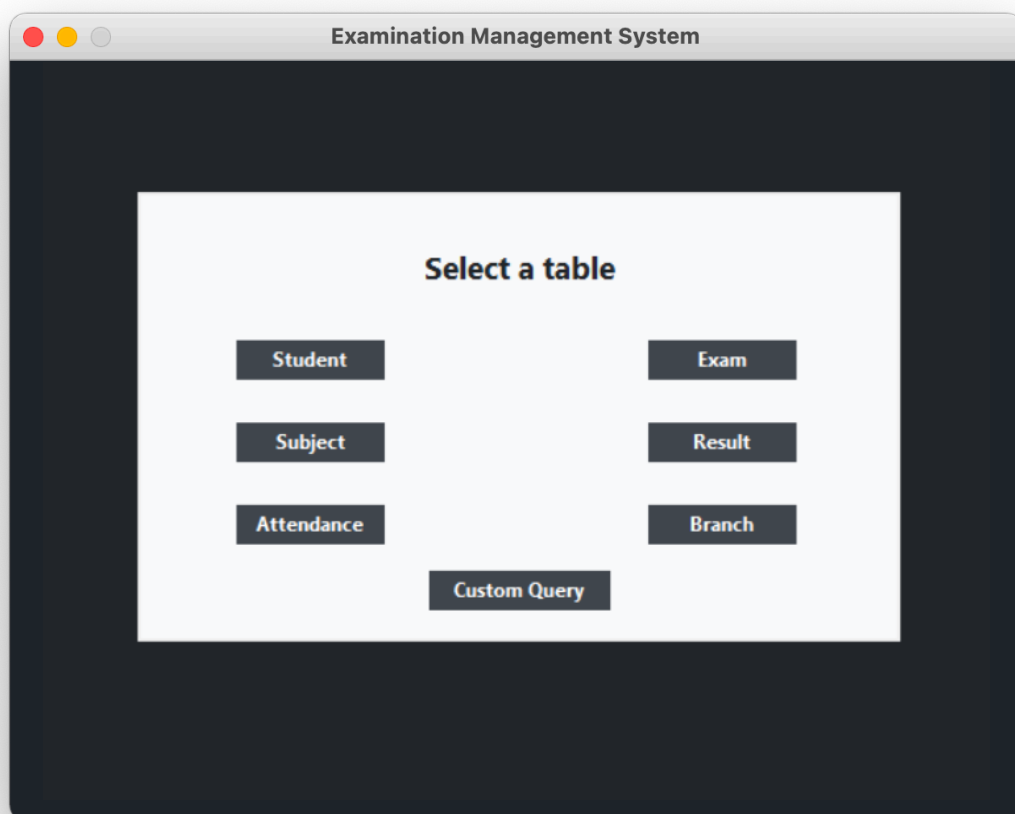 Examination Management System
Select a table
Student
Exam
Subject
Result
Attendance
Branch
Custom Query